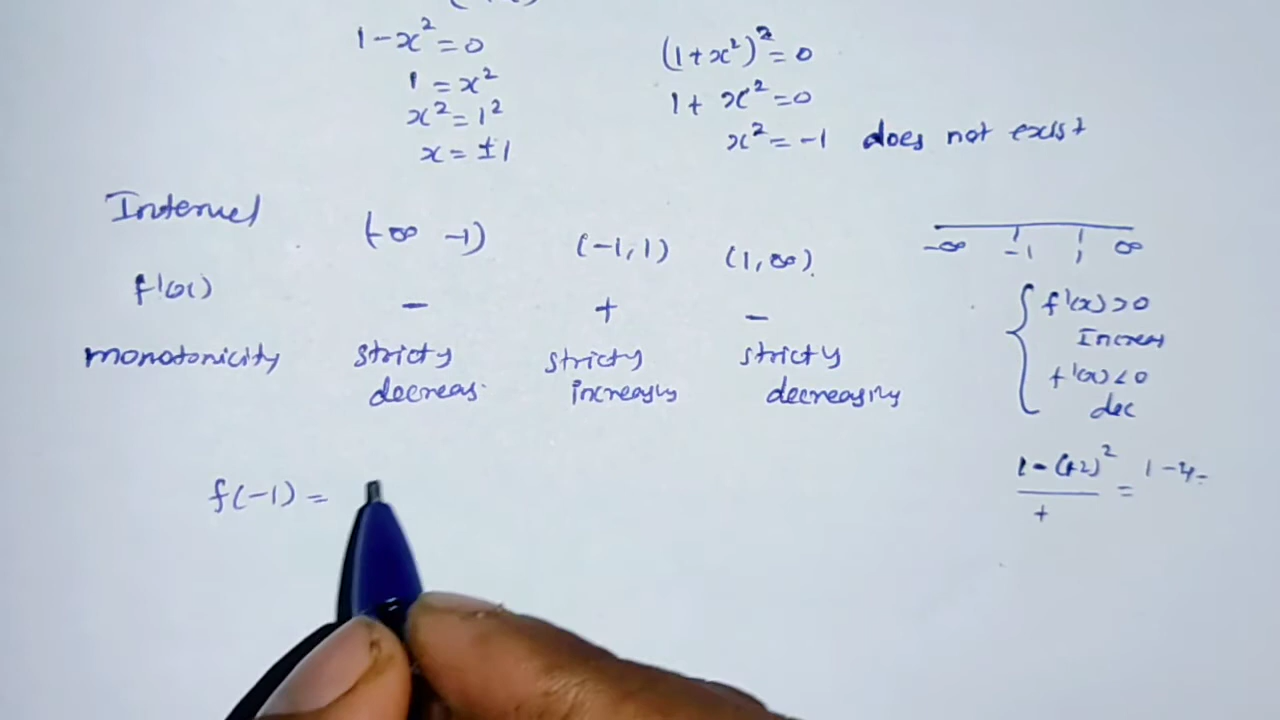 1-x²=0
1=x²
x²=1²
x=±1
(1+x²)²=0
1+x²=0
x²=-1 does not exist
Interval (-∞ -1) (-1,1) (1,∞)
f'(x) - + -
monotonicity stricty stricty stricty
decreas. increasing decreasing
-∞ -1 1 ∞
f'(x)>0
Increas
f'(x)<0
dec
1-(+2)² = 1-4-
+
f(-1) =